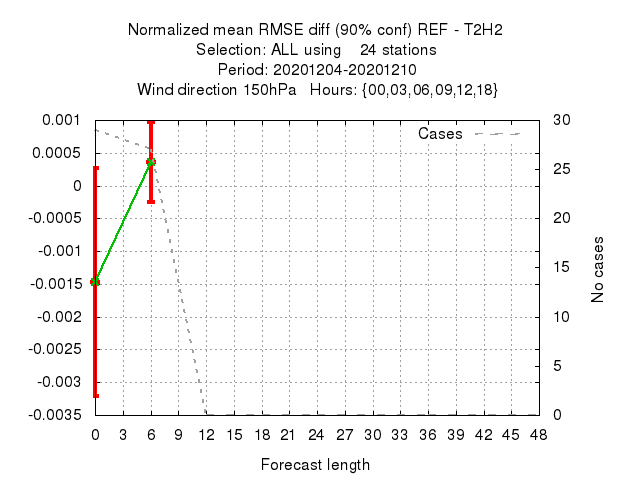 Normalized mean RMSE diff (90% conf) REF - T2H2
Selection: ALL using    24 stations
Period: 20201204-20201210
Wind direction 150hPa   Hours: {00,03,06,09,12,18}
0.001
0.0005
0
-0.0005
-0.001
-0.0015
-0.002
-0.0025
-0.003
-0.0035
Cases
30
25
20
15
10
5
0
No cases
0 3 6 9 12 15 18 21 24 27 30 33 36 39 42 45 48
Forecast length